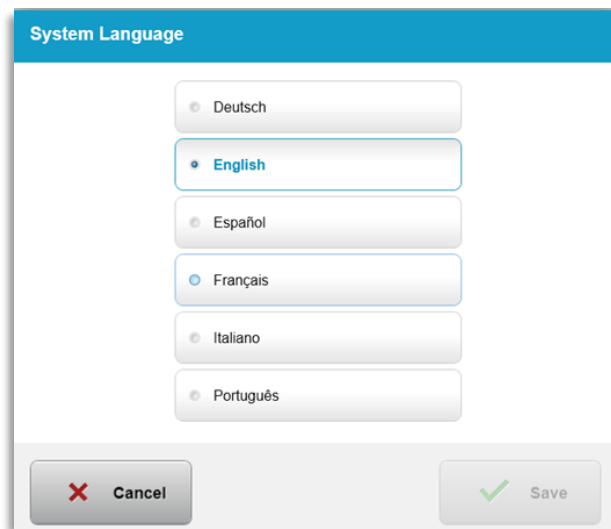 System Language
Deutsch
English
Español
Français
Italiano
Português
Cancel
Save